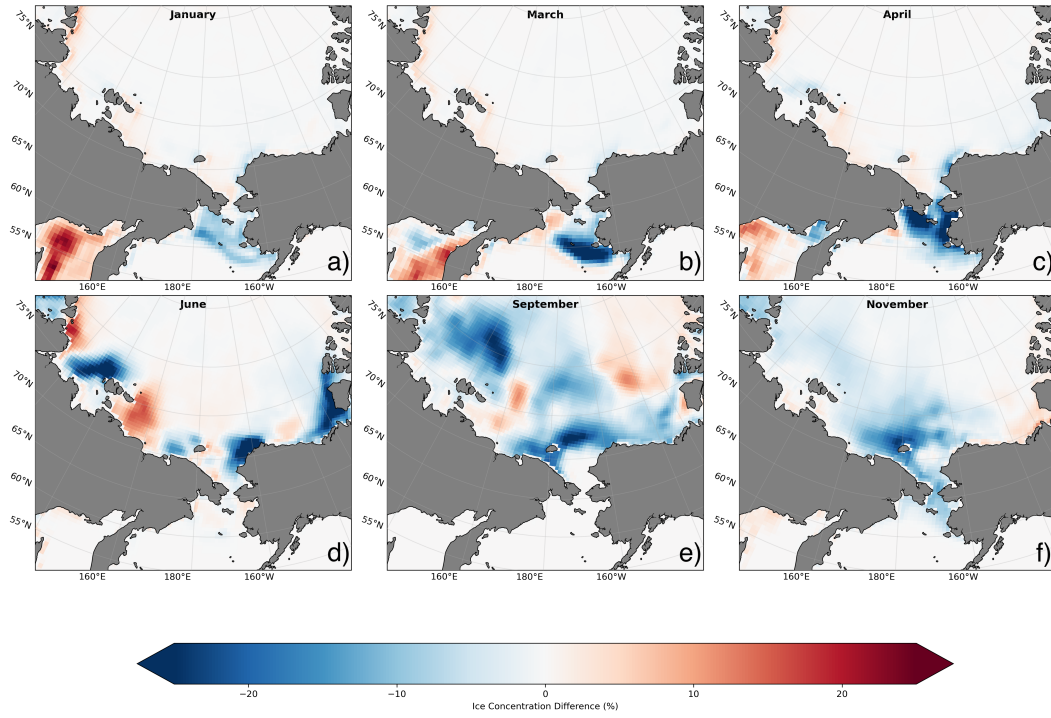 January
March
April
75°N
70°N
65°N
60°N
55°N
160°E
180°E
160°W
a)
75°N
70°N
65°N
60°N
55°N
160°E
180°E
160°W
b)
75°N
70°N
65°N
60°N
55°N
160°E
180°E
160°W
c)
June
September
November
75°N
70°N
65°N
60°N
55°N
160°E
180°E
160°W
d)
75°N
70°N
65°N
60°N
55°N
160°E
180°E
160°W
e)
75°N
70°N
65°N
60°N
55°N
160°E
180°E
160°W
f)
−20 −10 0 10 20
Ice Concentration Difference (%)